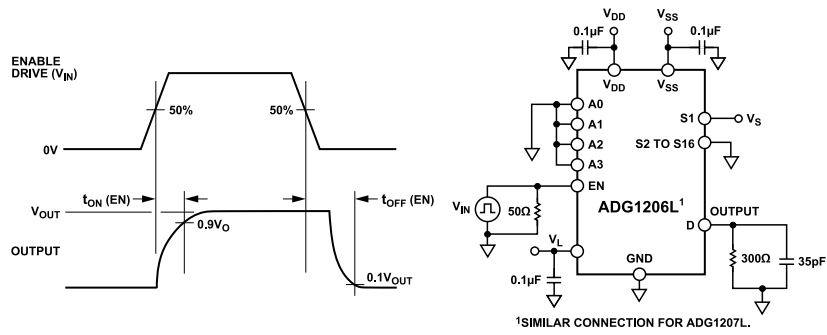 ENABLE
DRIVE (VIN)
50%
50%
0V
tON (EN)
tOFF (EN)
VOUT
0.9VO
OUTPUT
0.1VOUT
VDD
VSS
0.1µF
0.1µF
VDD
VSS
A0
A1
A2
A3
EN
S1
VS
S2 TO S16
VIN
50Ω
ADG1206L1
OUTPUT
D
VL
GND
300Ω
35pF
0.1µF
1SIMILAR CONNECTION FOR ADG1207L.